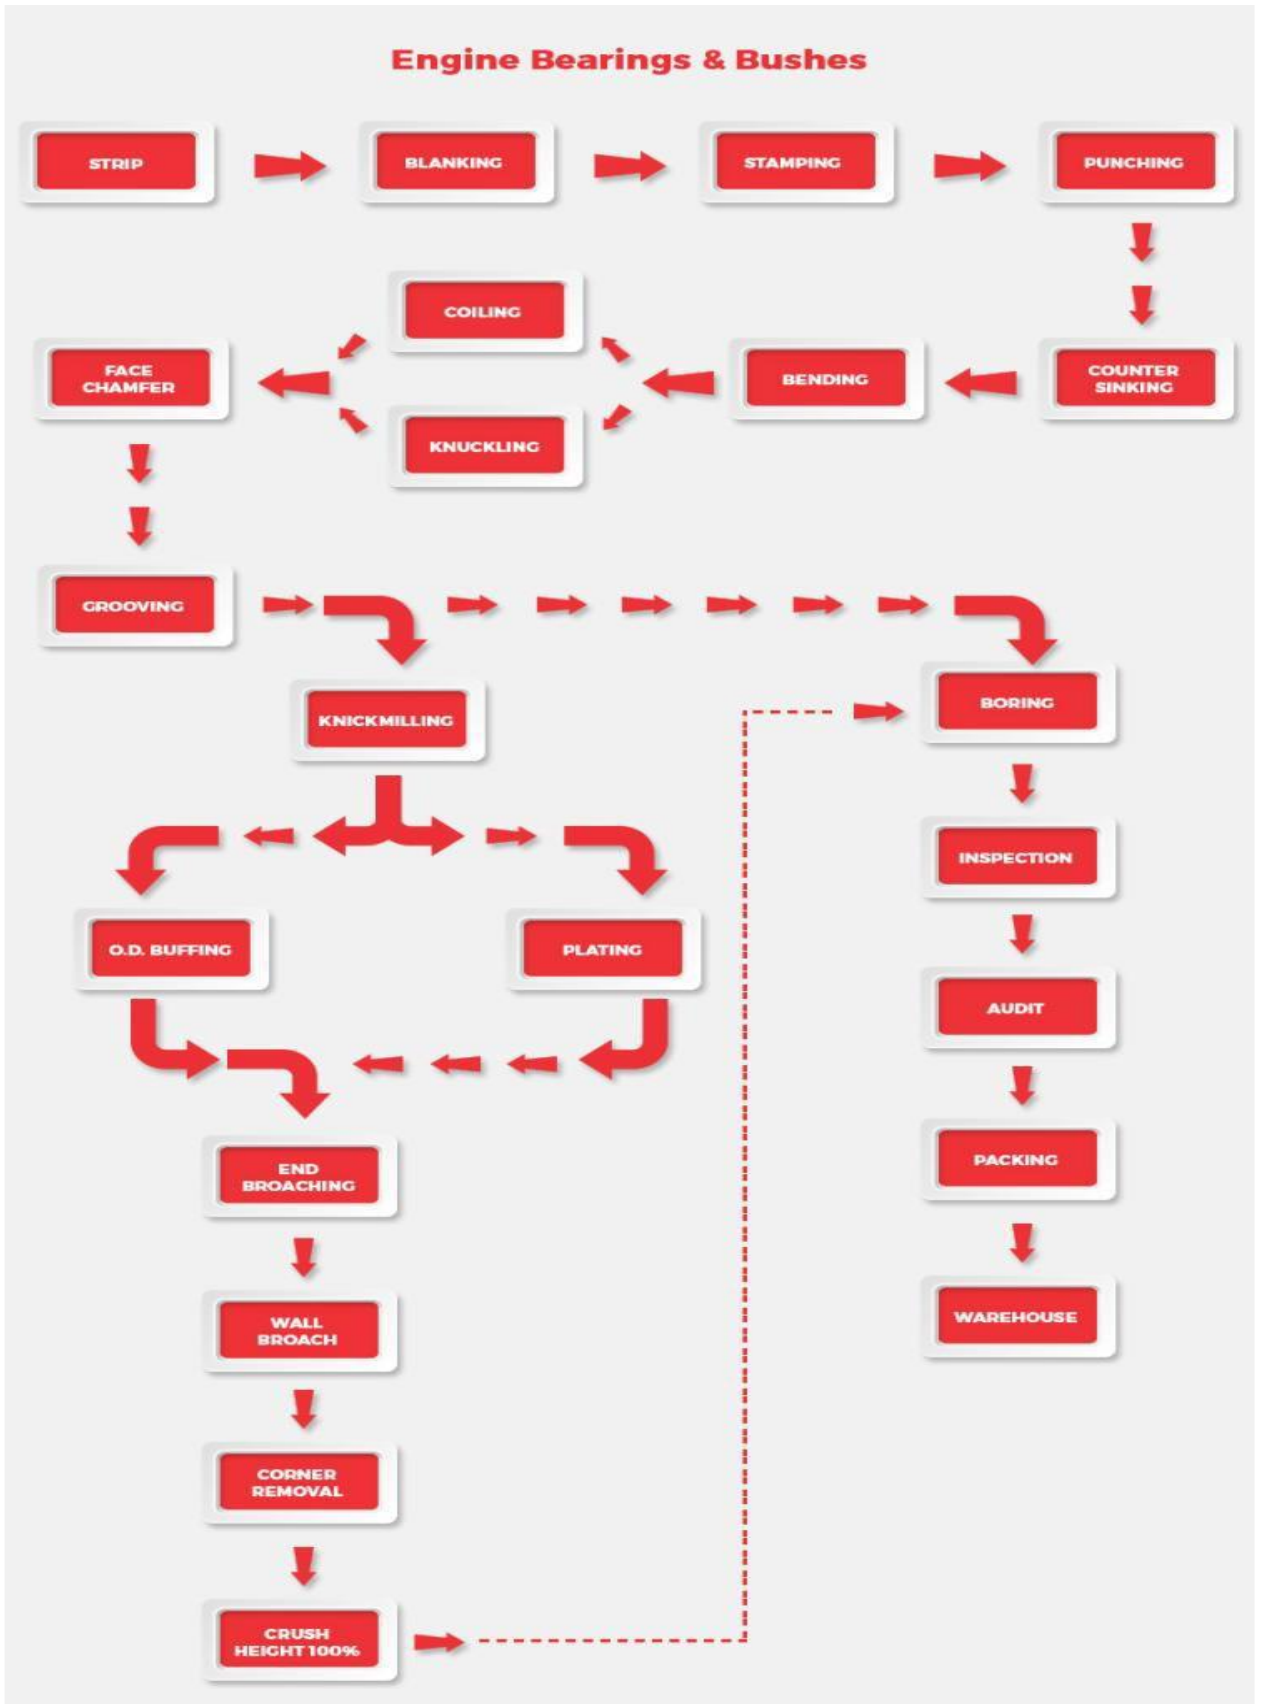 Engine Bearings & Bushes
STRIP
BLANKING
STAMPING
PUNCHING
COILING
FACE
CHAMFER
BENDING
COUNTER
SINKING
KNUCKLING
GROOVING
KNICKMILLING
BORING
INSPECTION
O.D. BUFFING
PLATING
AUDIT
END
BROACHING
PACKING
WALL
BROACH
WAREHOUSE
CORNER
REMOVAL
CRUSH
HEIGHT 100%